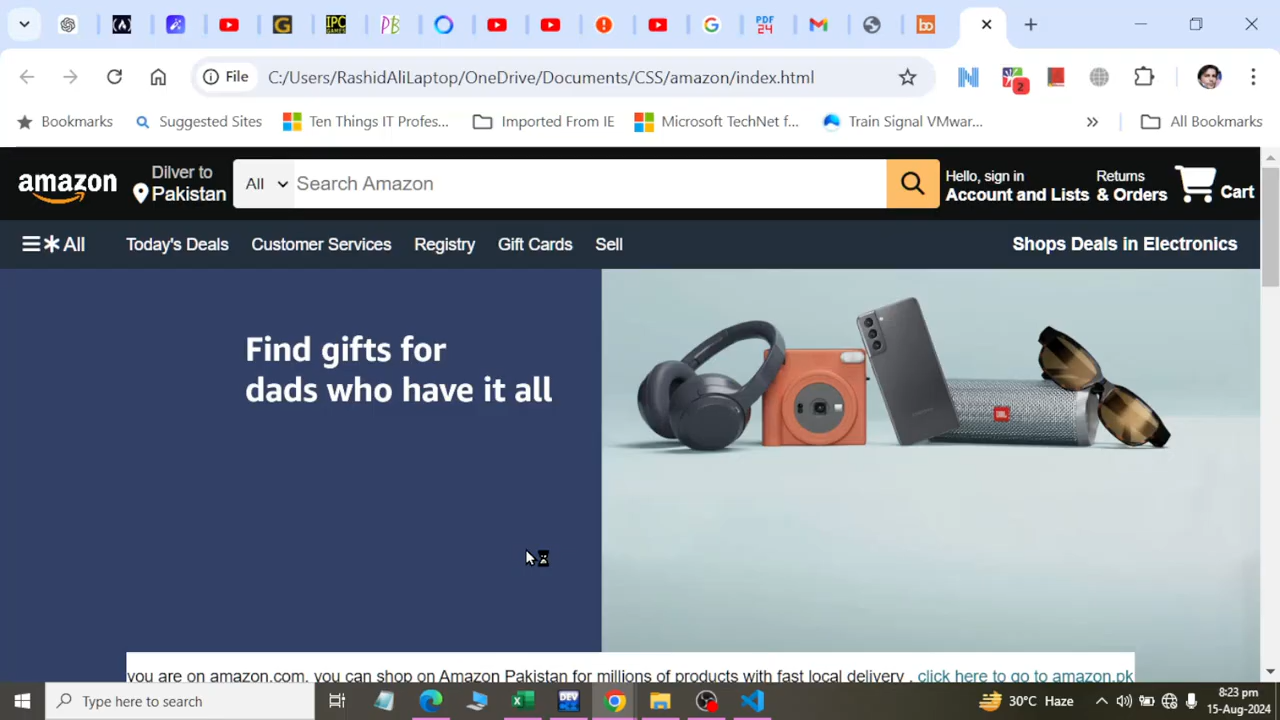 File C:/Users/RashidAliLaptop/OneDrive/Documents/CSS/amazon/index.html
2
Bookmarks Suggested Sites Ten Things IT Profes... Imported From IE Microsoft TechNet f... Train Signal VMwar... » All Bookmarks
amazon
Dilver to
Pakistan
All Search Amazon
Hello, sign in
Account and Lists
Returns
& Orders
Cart
All Today's Deals Customer Services Registry Gift Cards Sell Shops Deals in Electronics
Find gifts for
dads who have it all
JBL
you are on amazon.com, you can shop on Amazon Pakistan for millions of products with fast local delivery , click here to go to amazon.pk
Type here to search
DEV
30°C Haze
8:23 pm
15-Aug-2024